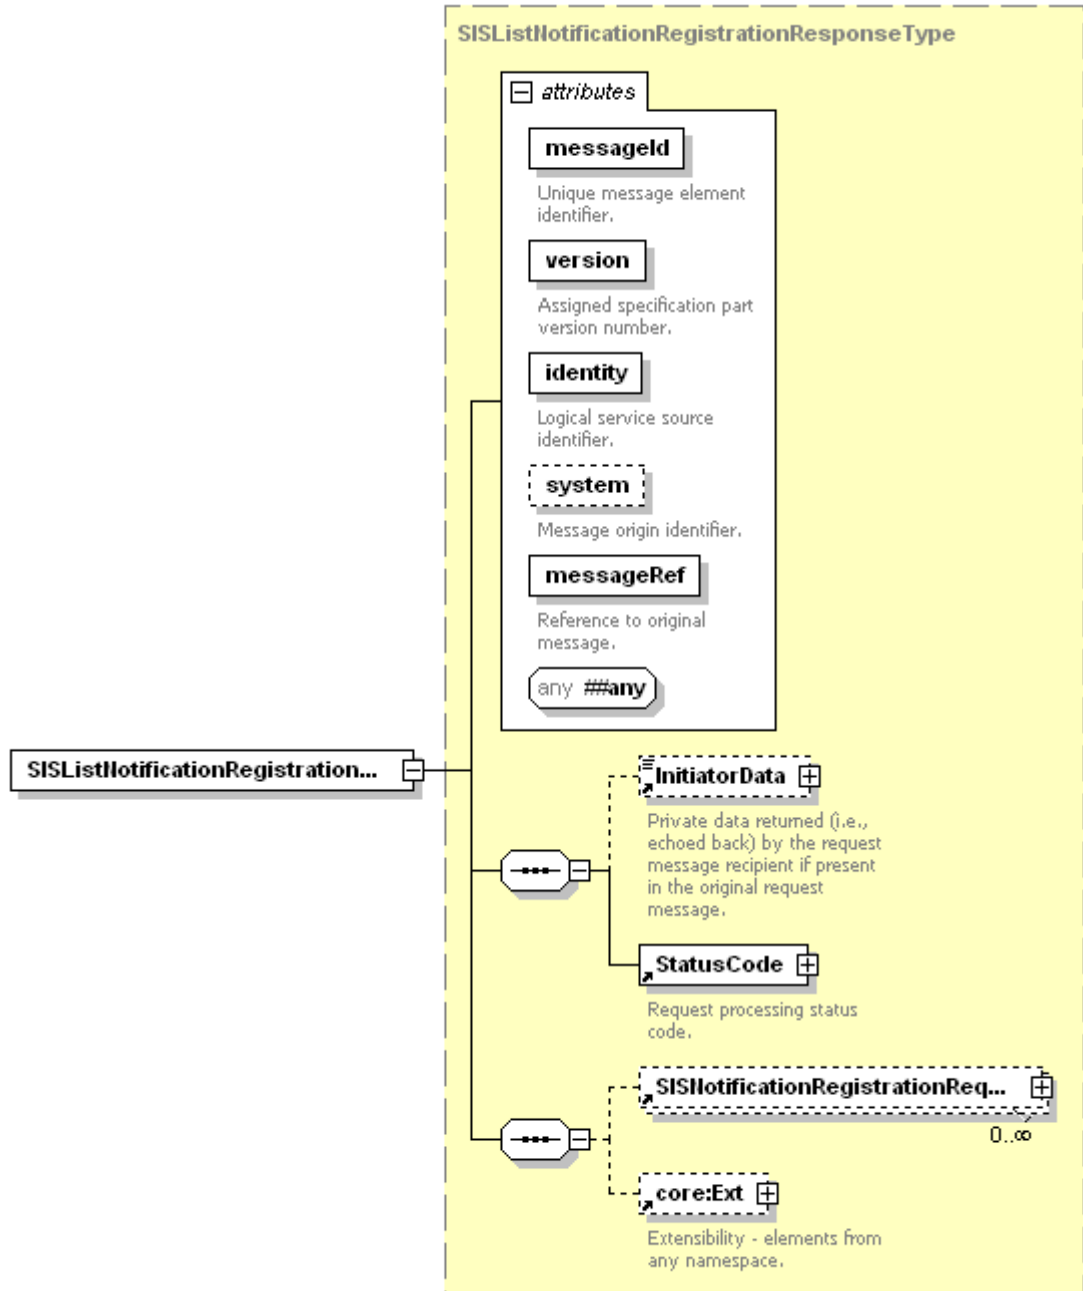 SISListNotificationRegistrationResponseType
attributes
messageId
Unique message element
identifier.
version
Assigned specification part
version number.
identity
Logical service source
identifier.
system
Message origin identifier.
messageRef
Reference to original
message.
any ##any
SISListNotificationRegistration...
InitiatorData
Private data returned (i.e.,
echoed back) by the request
message recipient if present
in the original request
message.
StatusCode
Request processing status
code.
SISNotificationRegistrationReq...
0..∞
core:Ext
Extensibility - elements from
any namespace.